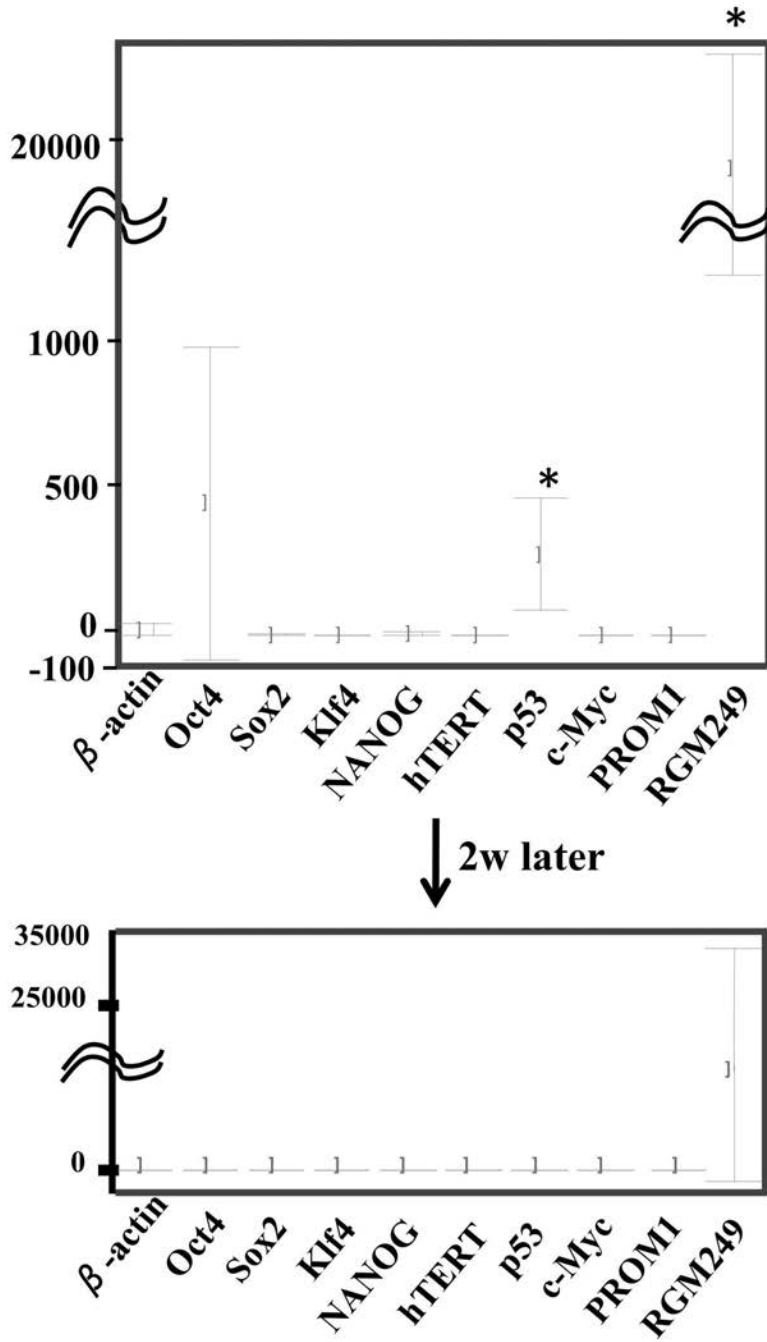 *
20000
1000
500
*
0
-100
β -actin
Oct4
Sox2
Klf4
NANOG
hTERT
p53
c-Myc
PROM1
RGM249
2w later
35000
25000
0
β -actin
Oct4
Sox2
Klf4
NANOG
hTERT
p53
c-Myc
PROM1
RGM249